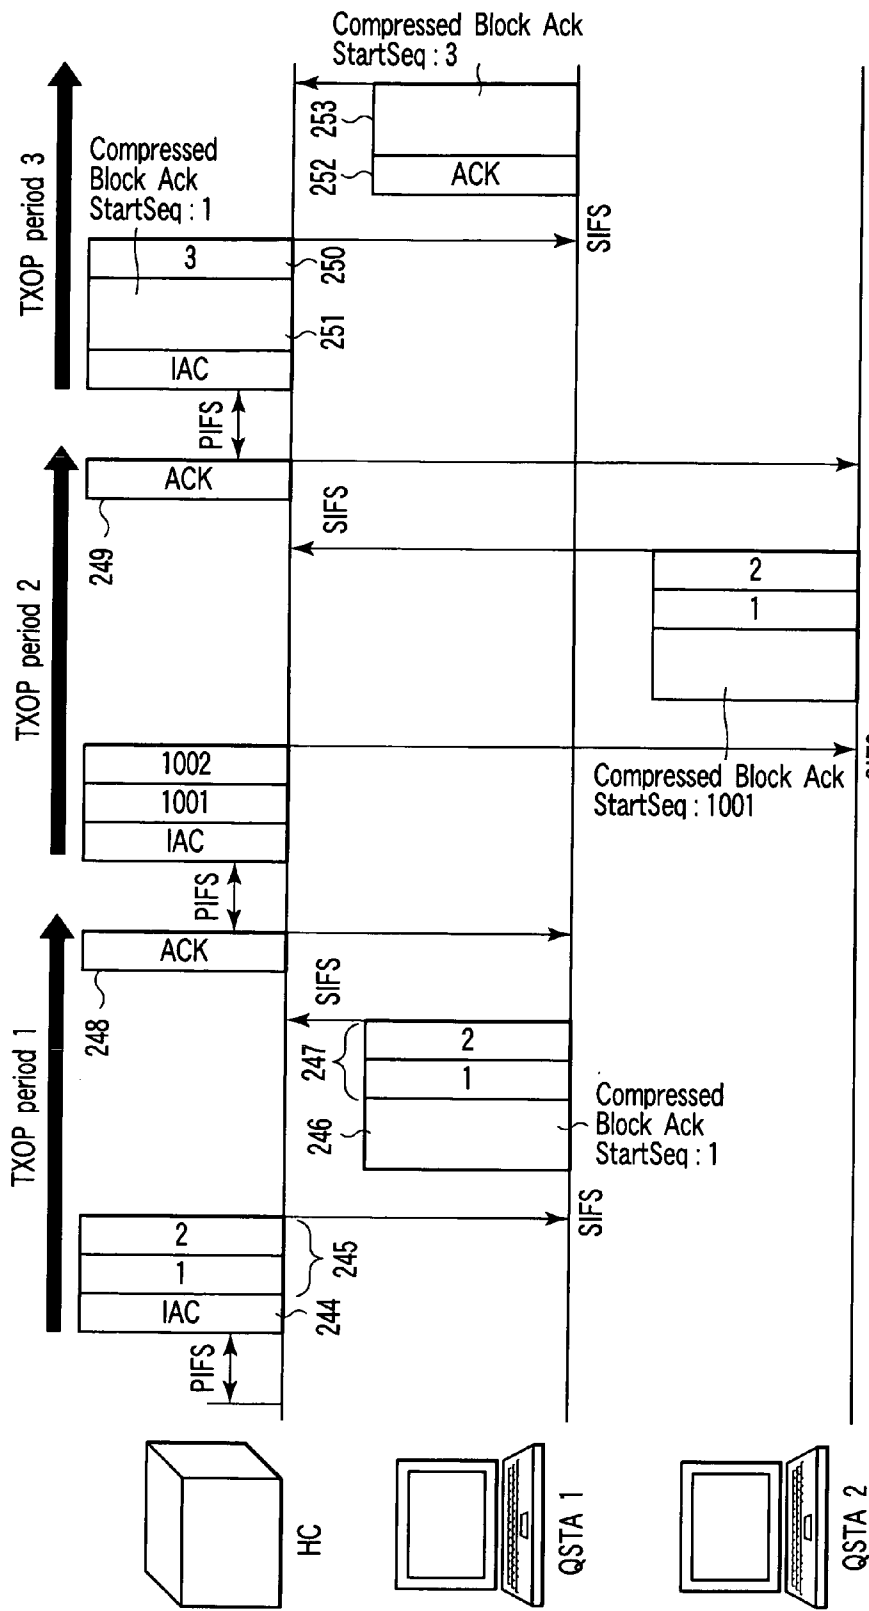 TXOP period 1
TXOP period 2
TXOP period 3
HC
PIFS
IAC
1
2
244
245
SIFS
ACK
248
PIFS
IAC
1001
1002
SIFS
ACK
249
PIFS
IAC
3
251
250
Compressed
Block Ack
StartSeq : 1
QSTA 1
SIFS
246
1
2
247
Compressed
Block Ack
StartSeq : 1
SIFS
ACK
252
253
Compressed Block Ack
StartSeq : 3
QSTA 2
1
2
Compressed Block Ack
StartSeq : 1001